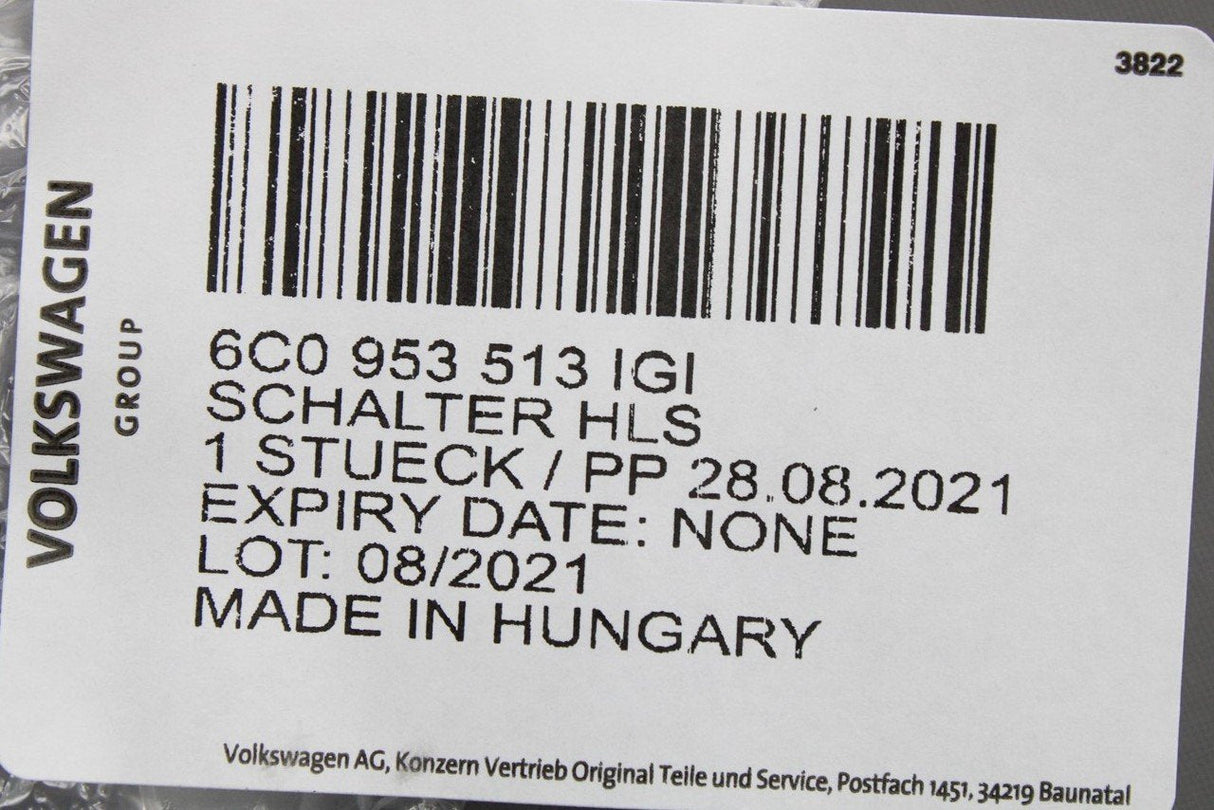 3822
VOLKSWAGEN
GROUP
6C0 953 513 IGI
SCHALTER HLS
1 STUECK / PP 28.08.2021
EXPIRY DATE: NONE
LOT: 08/2021
MADE IN HUNGARY
Volkswagen AG, Konzern Vertrieb Original Teile und Service, Postfach 1451, 34219 Baunatal